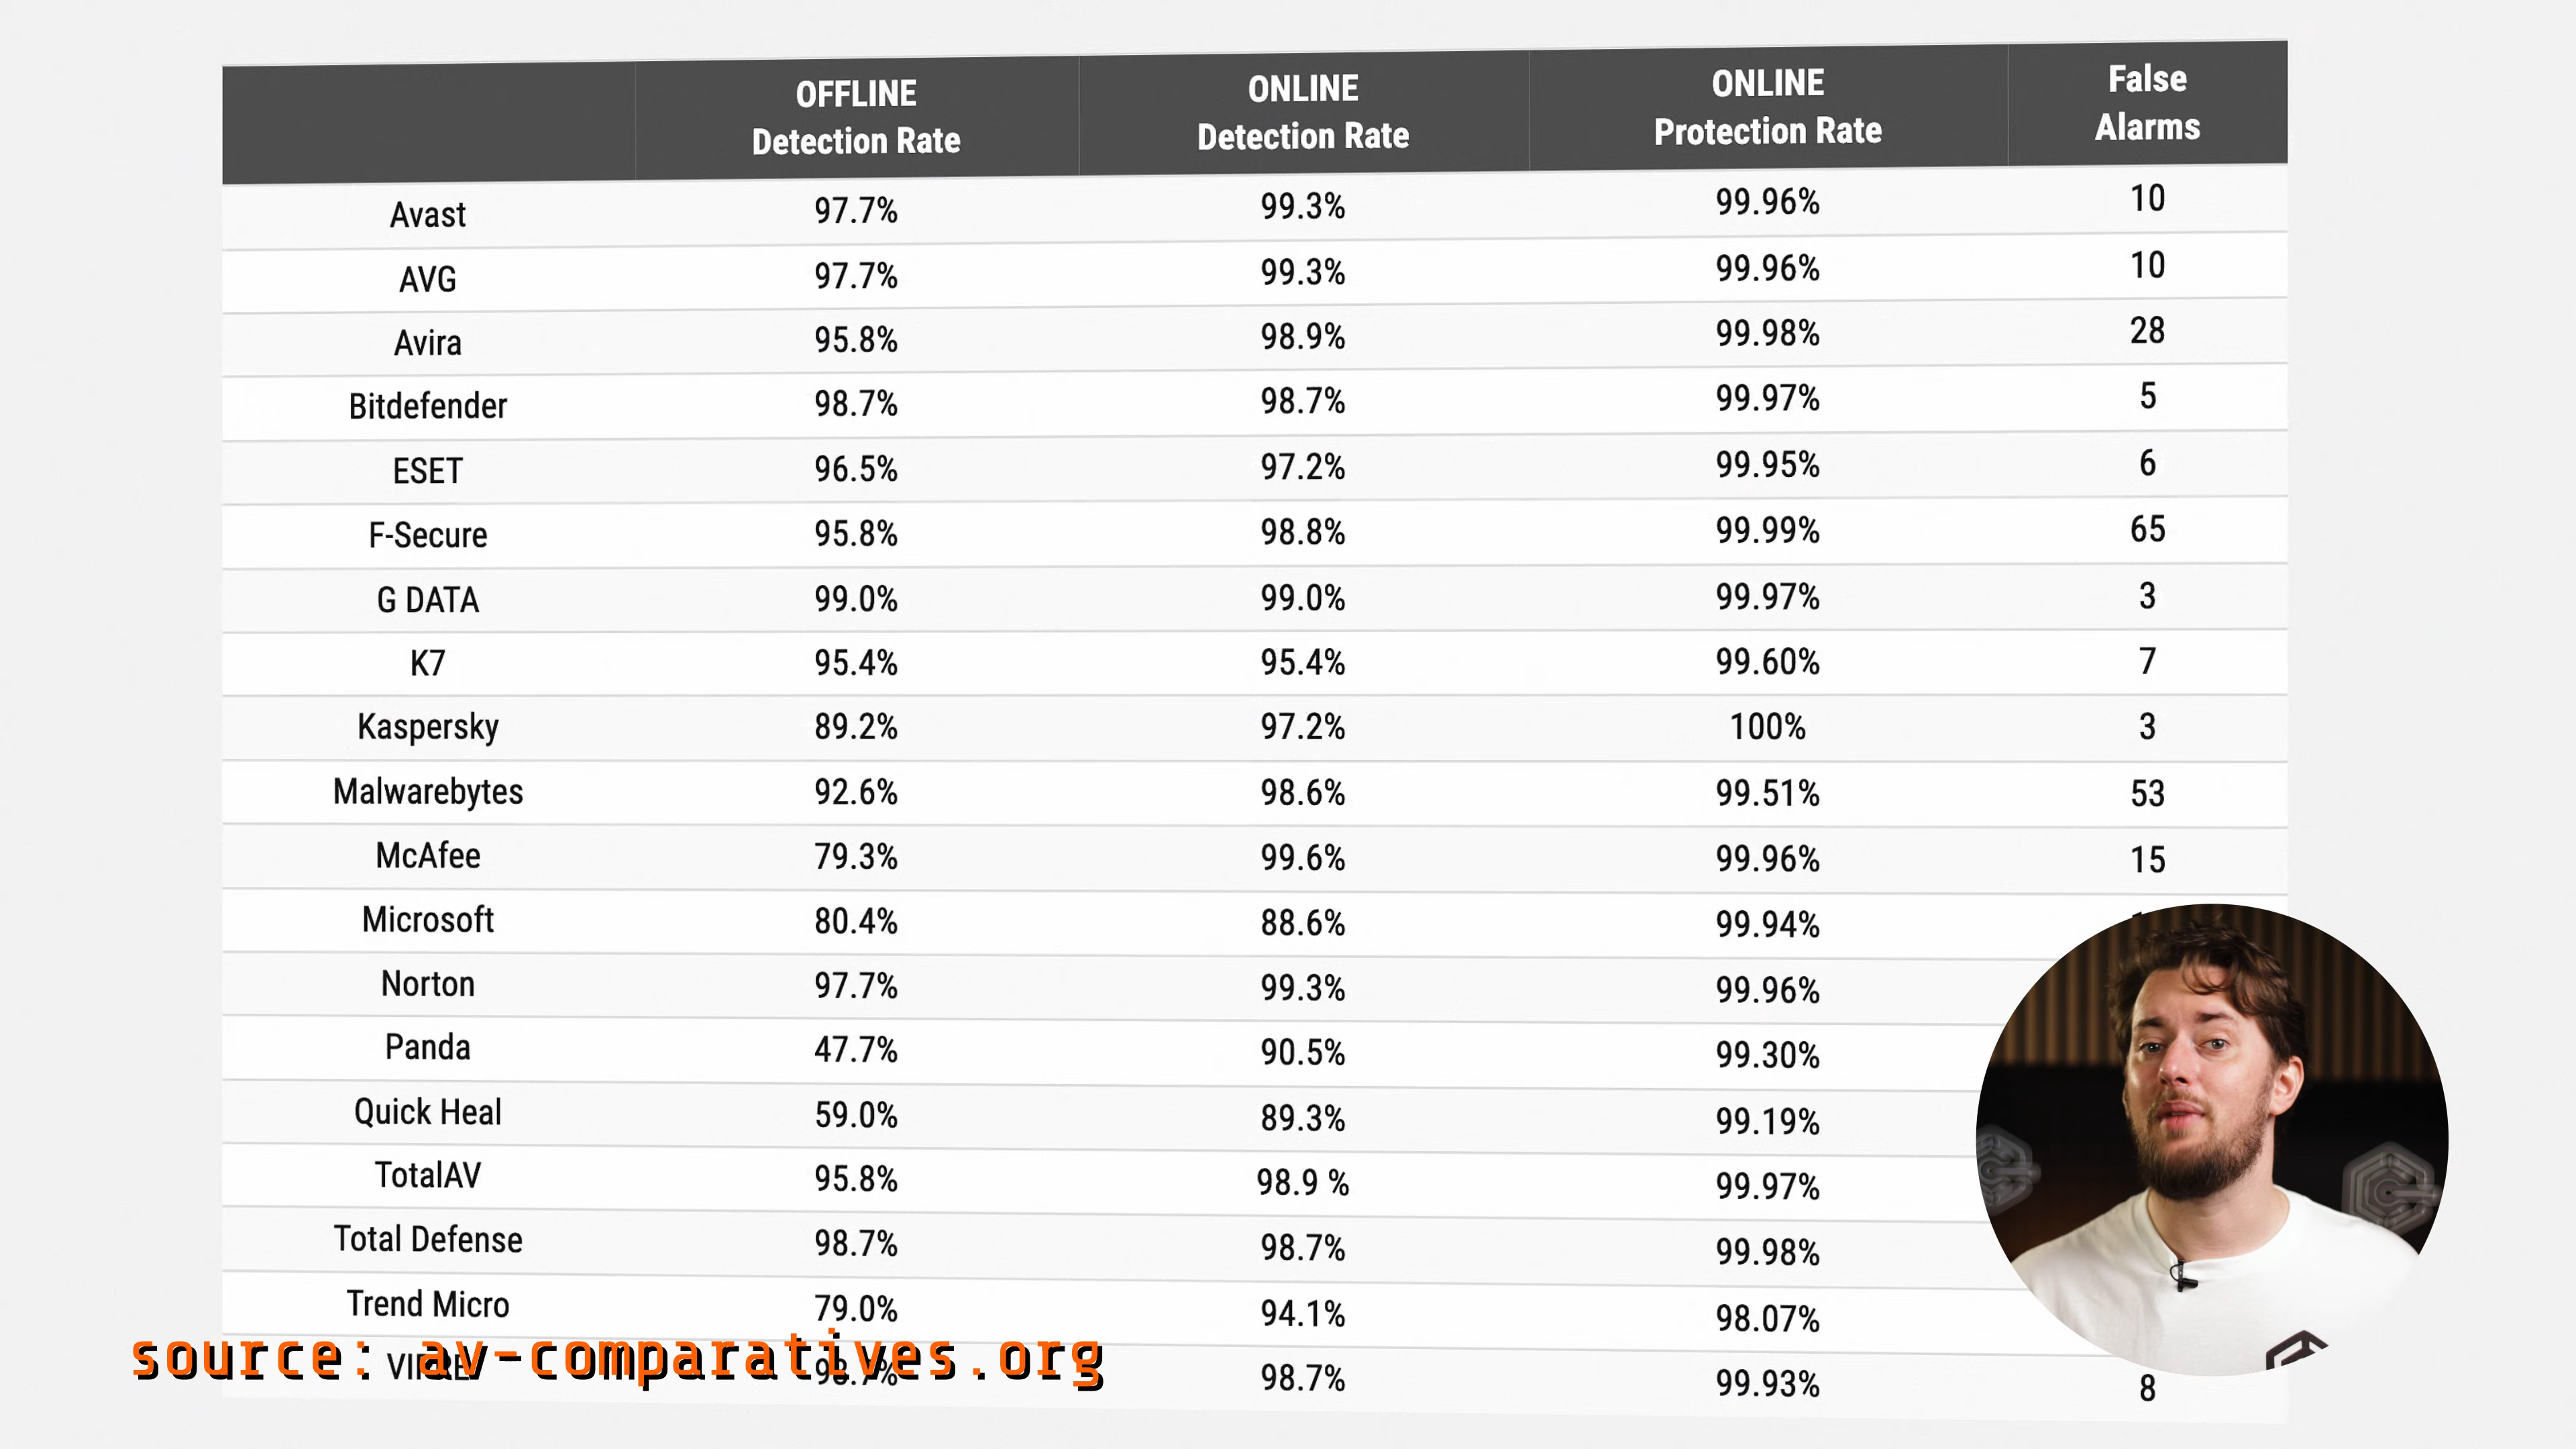 OFFLINE Detection Rate ONLINE Detection Rate ONLINE Protection Rate False Alarms
Avast 97.7% 99.3% 99.96% 10
AVG 97.7% 99.3% 99.96% 10
Avira 95.8% 98.9% 99.98% 28
Bitdefender 98.7% 98.7% 99.97% 5
ESET 96.5% 97.2% 99.95% 6
F-Secure 95.8% 98.8% 99.99% 65
G DATA 99.0% 99.0% 99.97% 3
K7 95.4% 95.4% 99.60% 7
Kaspersky 89.2% 97.2% 100% 3
Malwarebytes 92.6% 98.6% 99.51% 53
McAfee 79.3% 99.6% 99.96% 15
Microsoft 80.4% 88.6% 99.94%
Norton 97.7% 99.3% 99.96%
Panda 47.7% 90.5% 99.30%
Quick Heal 59.0% 89.3% 99.19%
TotalAV 95.8% 98.9 % 99.97%
Total Defense 98.7% 98.7% 99.98%
Trend Micro 79.0% 94.1% 98.07%
98.7% 99.93% 8
source: av-comparatives.org